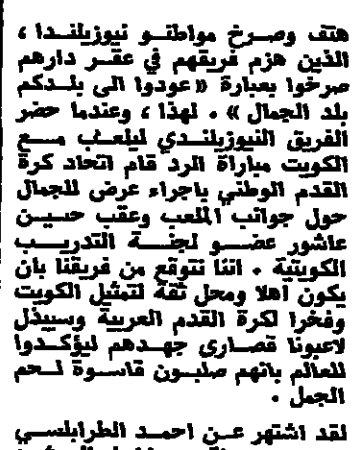 هتف وصرخ مواطنو نيوزيلندا ،
الذين هزم فريقهم في عقر دارهم
صرخوا بعبارة « عودوا الى بلدكم
بلد الجمال » . لهذا ، وعندما حضر
الفريق النيوزيلندي ليلعب مع
الكويت مباراة الرد قام اتحاد كرة
القدم الوطني باجراء عرض للجمال
حول جوانب الملعب وعقب حسين
عاشور عضو لجنة التدريب
الكويتية . اننا نتوقع من فريقنا بان
يكون اهلا ومحل ثقة لتمثيل الكويت
وفخرا لكرة القدم العربية وسيبذل
لاعبونا قصارى جهدهم ليؤكدوا
للعالم بانهم صلبون قاسوة لحم
الجمل .
لقد اشتهر عن احمد الطرابلسي